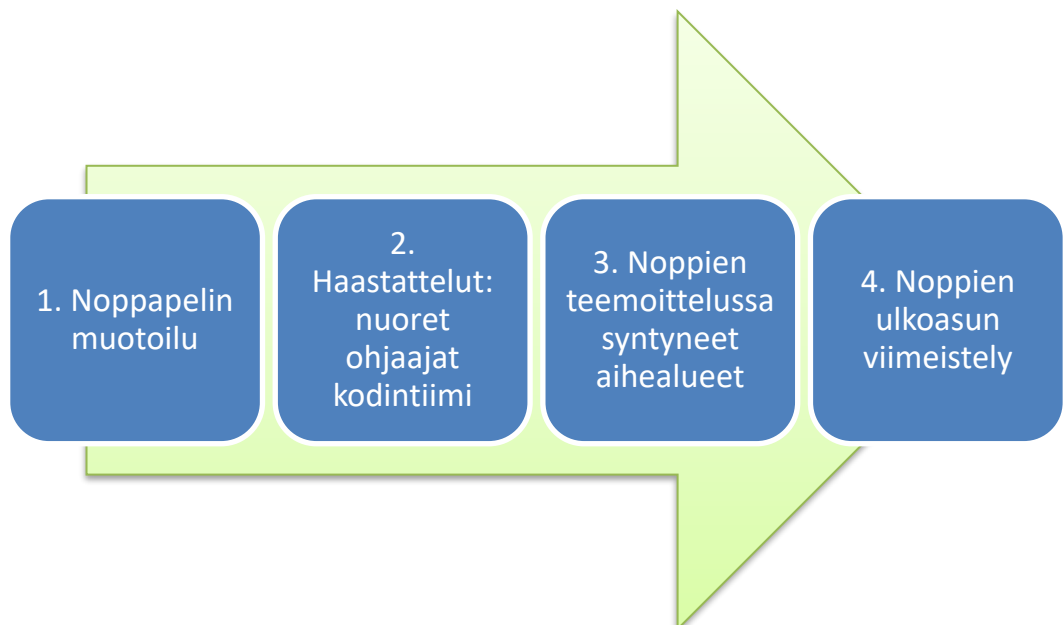 1. Noppapelin
muotoilu
2.
Haastattelut:
nuoret
ohjaajat
kodintiimi
3. Noppien
teemoittelussa
syntyneet
aihealueet
4. Noppien
ulkoasun
viimeistely